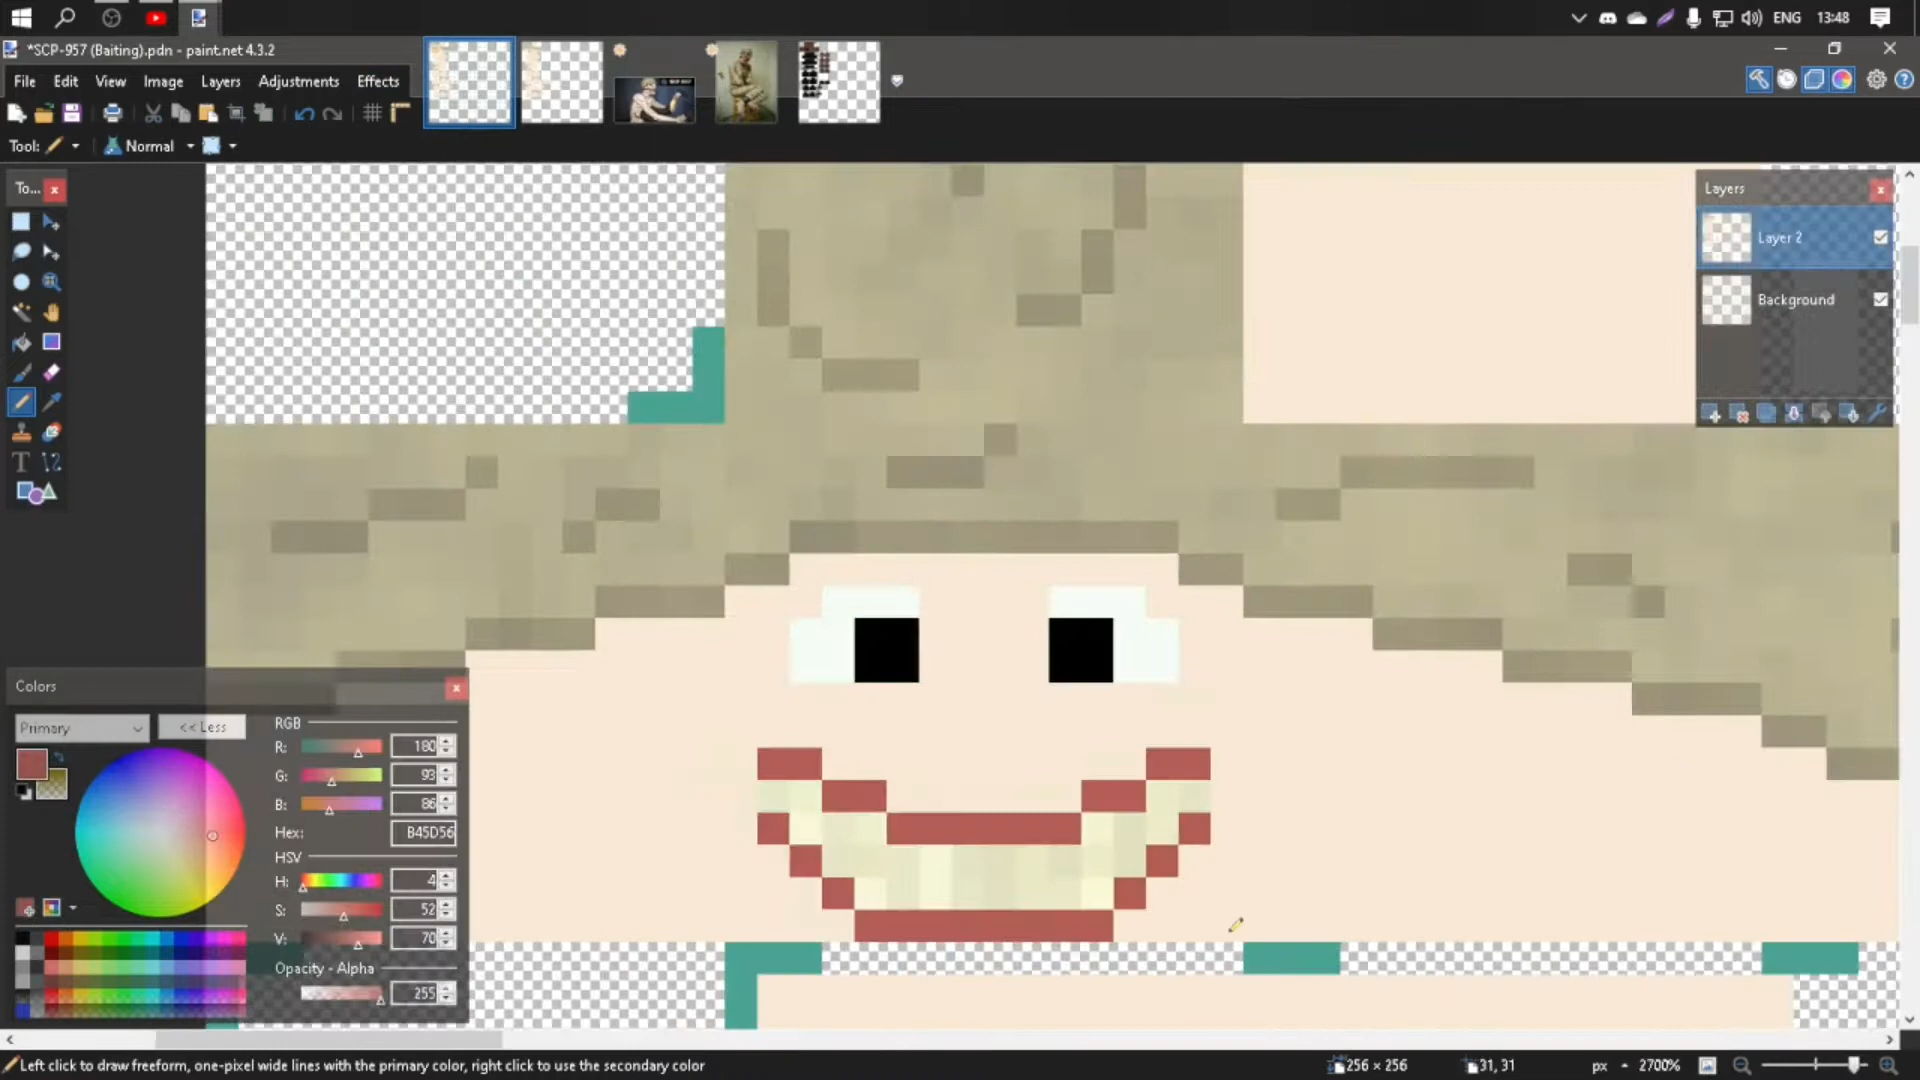 ENG
13:48
*SCP-957 (Baiting).pdn - paint.net 4.3.2
File
Edit
View
Image
Layers
Adjustments
Effects
Tool:
Normal
To...
Layers
Layer 2
Background
Colors
Primary
<< Less
RGB
R: 180
G: 93
B: 86
Hex: B45D56
HSV
H: 4
S: 52
V: 70
Opacity - Alpha
255
Left click to draw freeform, one-pixel wide lines with the primary color, right click to use the secondary color
256 × 256
31, 31
px
2700%